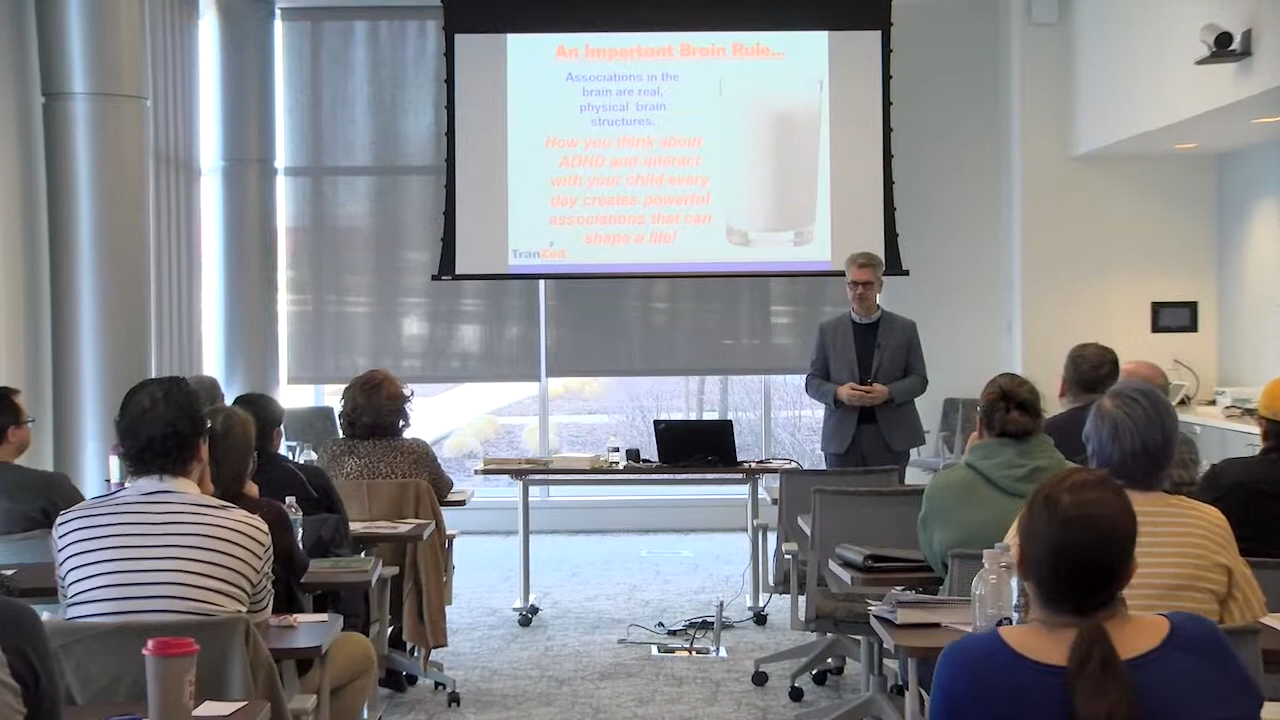 An Important Brain Rule...
Associations in the
brain are real,
physical brain
structures.
How you think about
ADHD and interact
with your child every
day creates powerful
associations that can
shape a life!
TranZed